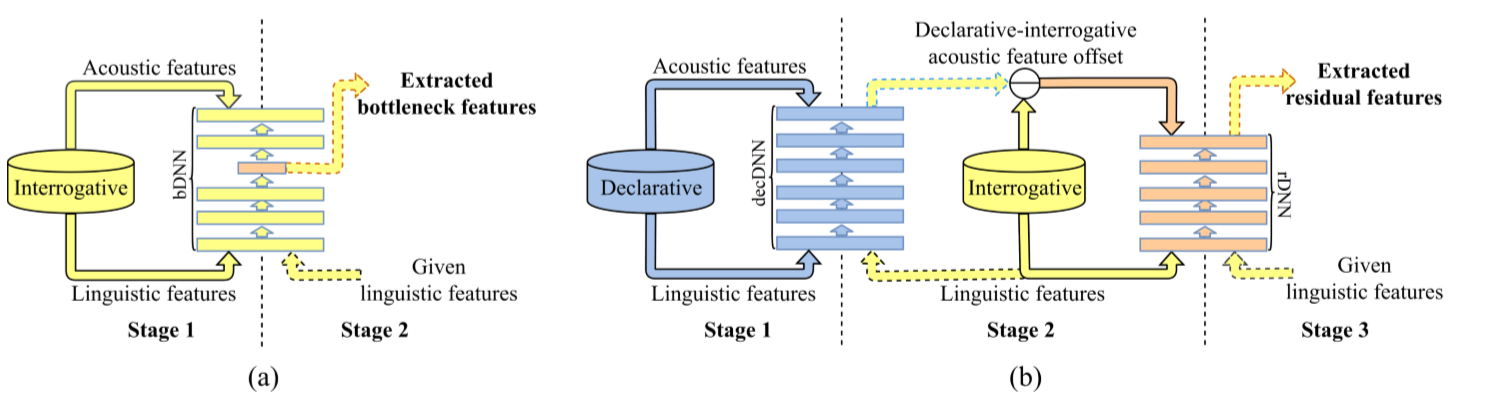 Acoustic features
Extracted
bottleneck features
bDNN
Interrogative
Given
linguistic features
Linguistic features
Stage 1
Stage 2
(a)
Declarative-interrogative
acoustic feature offset
Acoustic features
Extracted
residual features
decDNN
Declarative
Interrogative
rDNN
Given
linguistic features
Linguistic features
Linguistic features
Stage 1
Stage 2
Stage 3
(b)